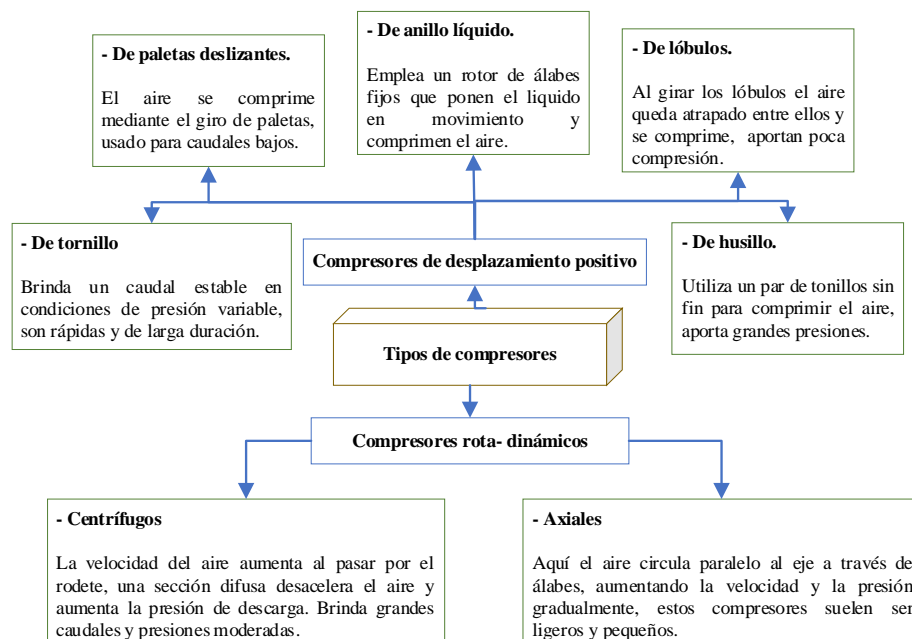 - De paletas deslizantes.
El aire se comprime
mediante el giro de paletas,
usado para caudales bajos.
- De anillo líquido.
Emplea un rotor de álabes
fijos que ponen el liquido
en movimiento y
comprimen el aire.
- De lóbulos.
Al girar los lóbulos el aire
queda atrapado entre ellos y
se comprime, aportan poca
compresión.
- De tornillo
Brinda un caudal estable en
condiciones de presión variable,
son rápidas y de larga duración.
Compresores de desplazamiento positivo
- De husillo.
Utiliza un par de tonillos sin
fin para comprimir el aire,
aporta grandes presiones.
Tipos de compresores
Compresores rota- dinámicos
- Centrífugos
La velocidad del aire aumenta al pasar por el
rodete, una sección difusa desacelera el aire y
aumenta la presión de descarga. Brinda grandes
caudales y presiones moderadas.
- Axiales
Aquí el aire circula paralelo al eje a través de
álabes, aumentando la velocidad y la presión
gradualmente, estos compresores suelen ser
ligeros y pequeños.